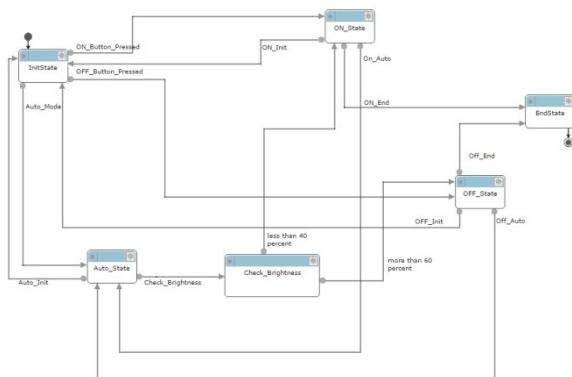 ON_State
ON_Button_Pressed
ON_Init
On_Auto
InitState
OFF_Button_Pressed
Auto_Mode
ON_End
EndState
Off_End
OFF_State
OFF_Init
Off_Auto
less than 40
percent
more than 60
percent
Auto_State
Check_Brightness
Auto_Init
Check_Brightness